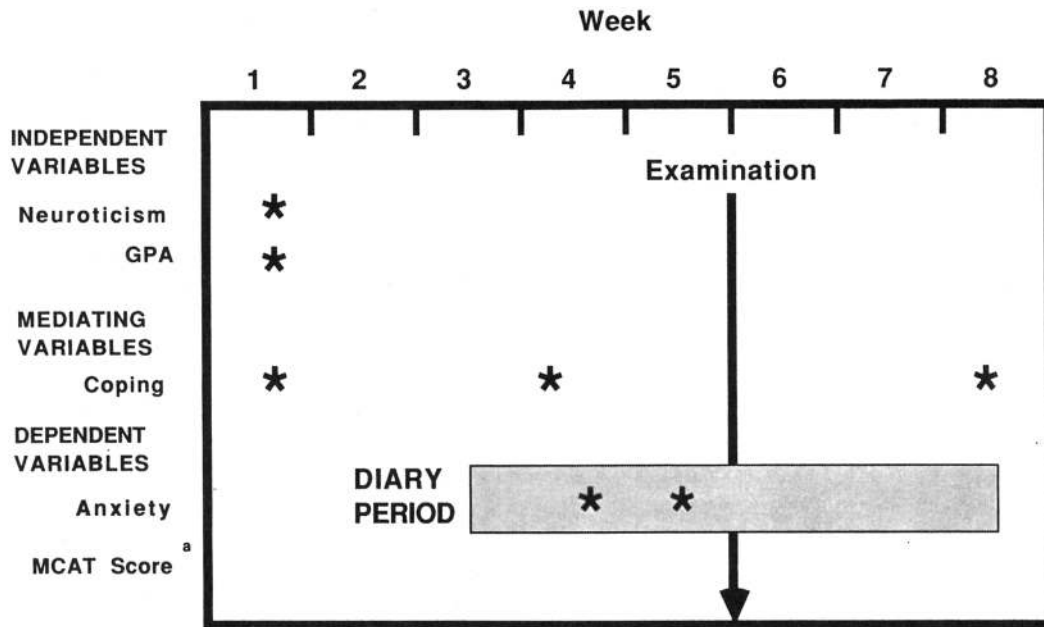 Week
1 2 3 4 5 6 7 8
INDEPENDENT
VARIABLES
Examination
Neuroticism *
GPA *
MEDIATING
VARIABLES
Coping * * *
DEPENDENT
VARIABLES
DIARY
PERIOD
Anxiety * *
MCAT Score a